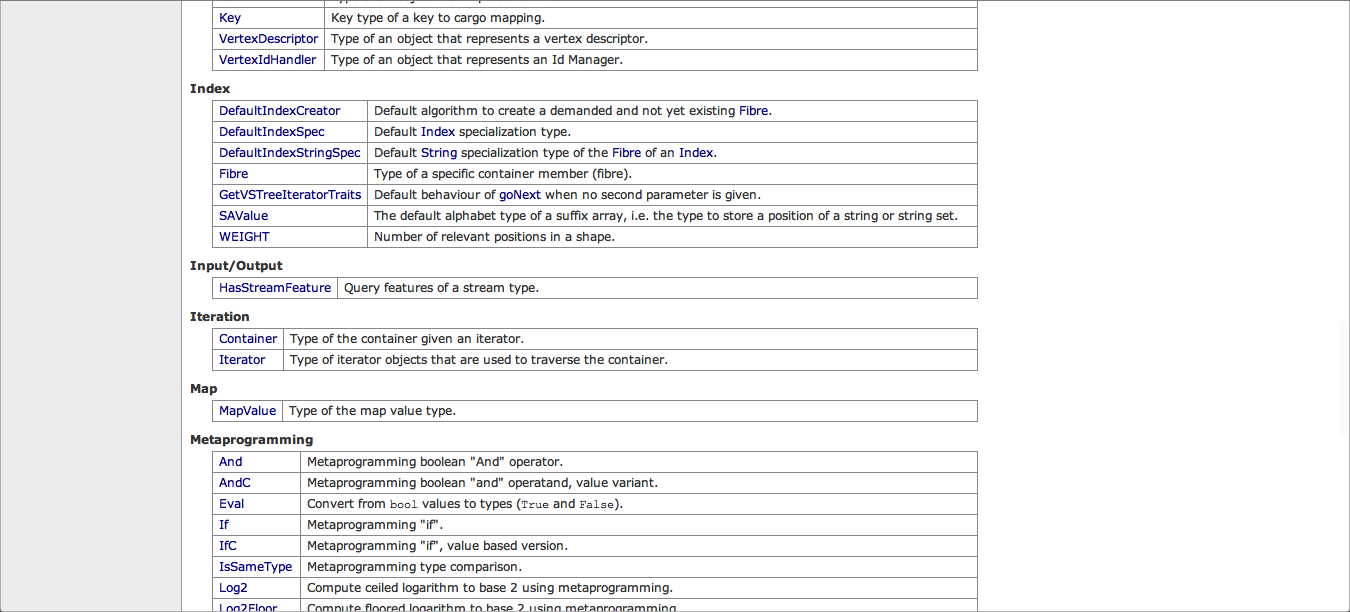 Key Key type of a key to cargo mapping.
VertexDescriptor Type of an object that represents a vertex descriptor.
VertexIdHandler Type of an object that represents an Id Manager.
Index
DefaultIndexCreator Default algorithm to create a demanded and not yet existing Fibre.
DefaultIndexSpec Default Index specialization type.
DefaultIndexStringSpec Default String specialization type of the Fibre of an Index.
Fibre Type of a specific container member (fibre).
GetVSTreeIteratorTraits Default behaviour of goNext when no second parameter is given.
SAValue The default alphabet type of a suffix array, i.e. the type to store a position of a string or string set.
WEIGHT Number of relevant positions in a shape.
Input/Output
HasStreamFeature Query features of a stream type.
Iteration
Container Type of the container given an iterator.
Iterator Type of iterator objects that are used to traverse the container.
Map
MapValue Type of the map value type.
Metaprogramming
And Metaprogramming boolean "And" operator.
AndC Metaprogramming boolean "and" operatand, value variant.
Eval Convert from bool values to types (True and False).
If Metaprogramming "if".
IfC Metaprogramming "if", value based version.
IsSameType Metaprogramming type comparison.
Log2 Compute ceiled logarithm to base 2 using metaprogramming.
Log2Floor Compute floored logarithm to base 2 using metaprogramming.